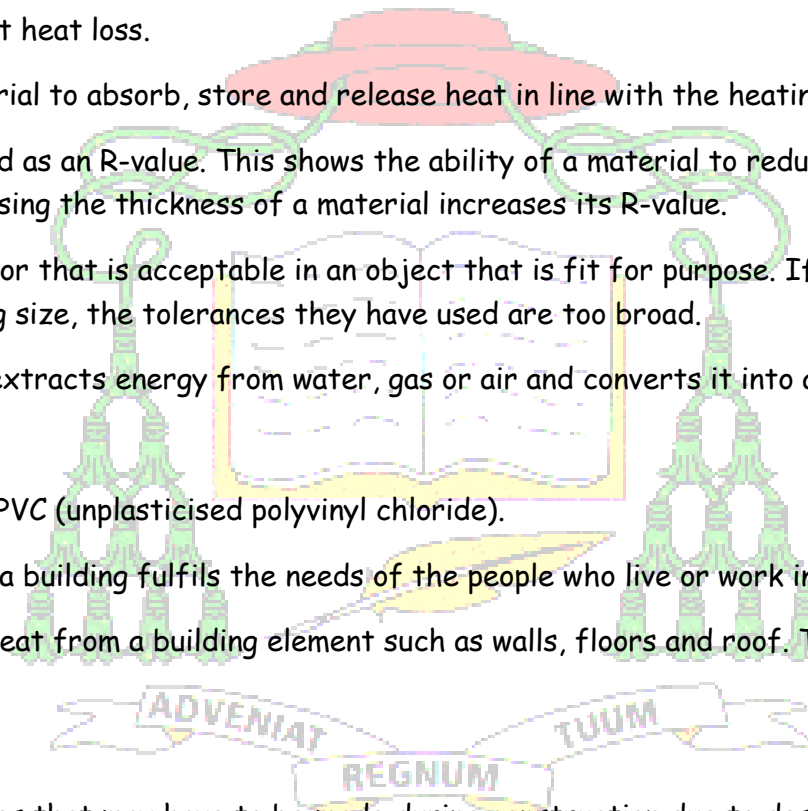 t heat loss.
rial to absorb, store and release heat in line with the heatin
d as an R-value. This shows the ability of a material to redu
sing the thickness of a material increases its R-value.
or that is acceptable in an object that is fit for purpose. If
g size, the tolerances they have used are too broad.
extracts energy from water, gas or air and converts it into
PVC (unplasticised polyvinyl chloride).
a building fulfils the needs of the people who live or work in
eat from a building element such as walls, floors and roof. T
ADVENIAT REGNUM TUUM